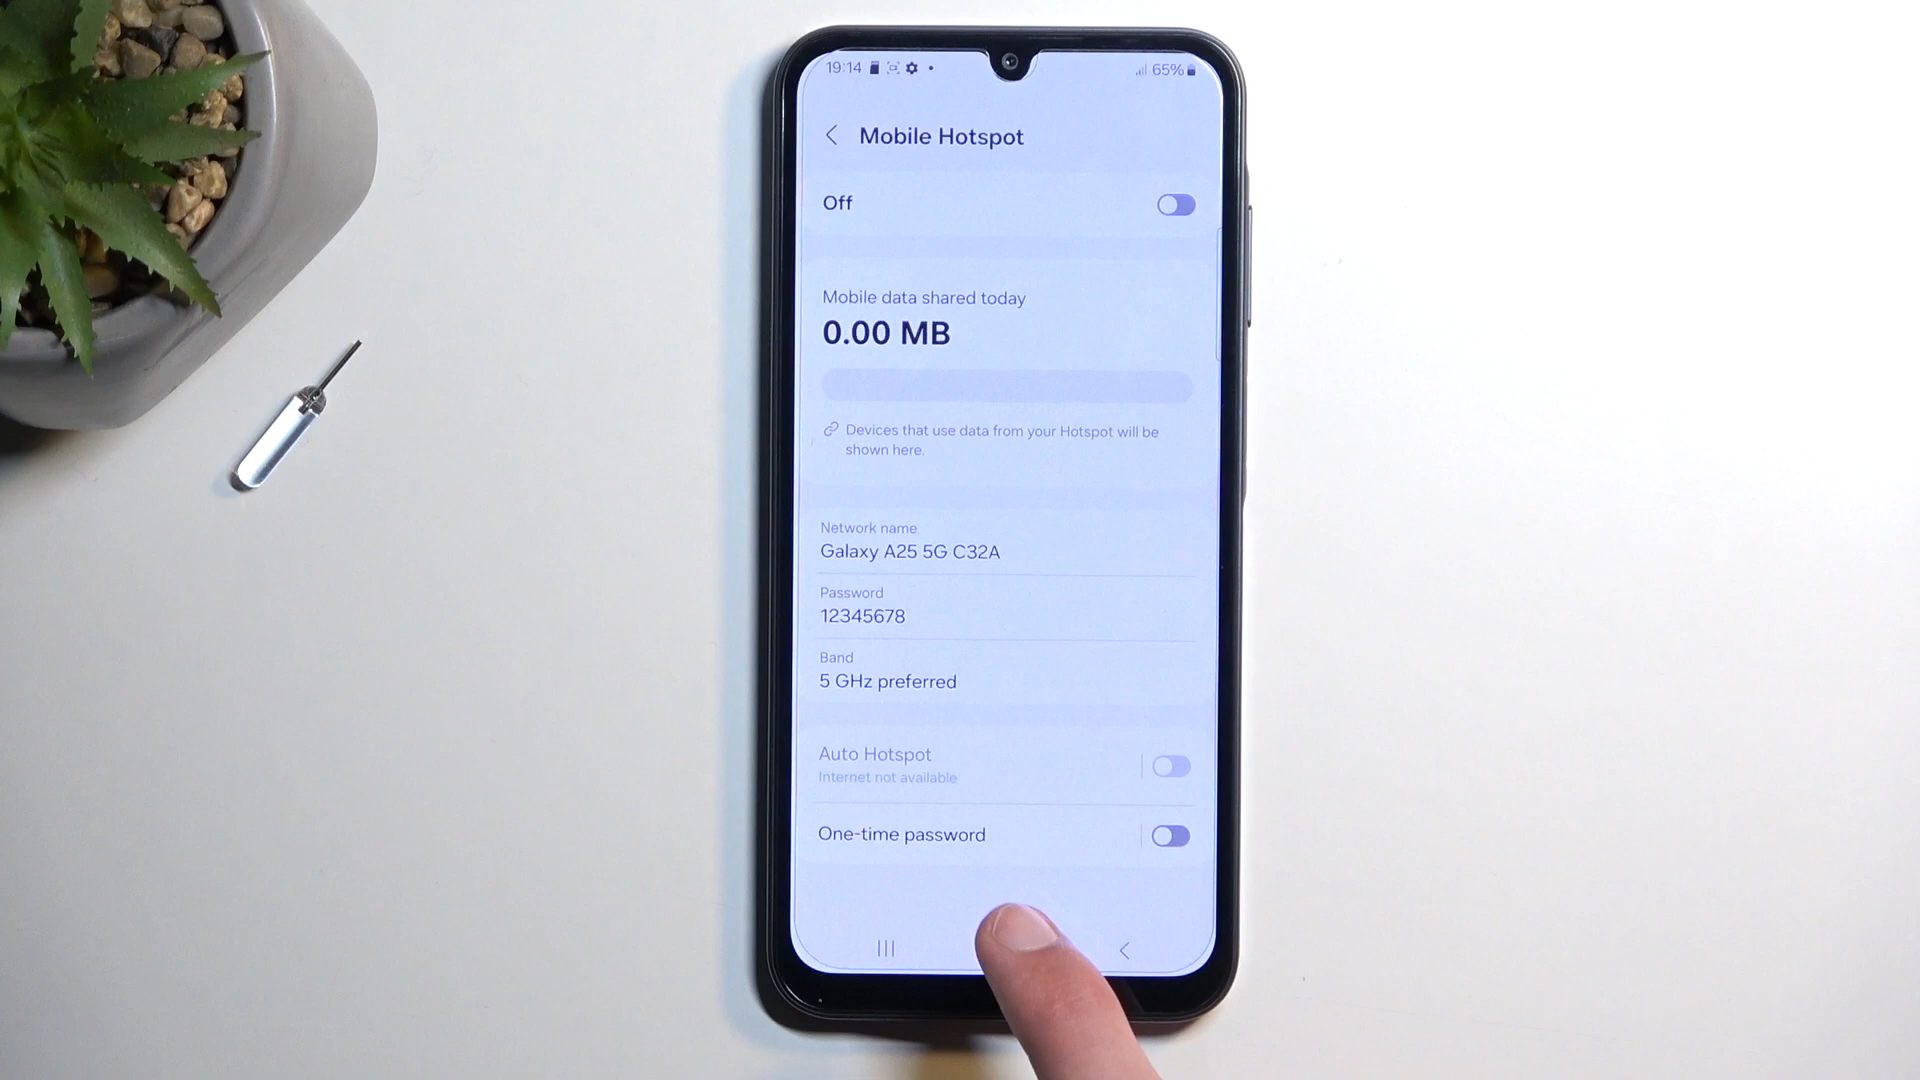 19:14
65%
Mobile Hotspot
Off
Mobile data shared today
0.00 MB
Devices that use data from your Hotspot will be
shown here.
Network name
Galaxy A25 5G C32A
Password
12345678
Band
5 GHz preferred
Auto Hotspot
Internet not available
One-time password